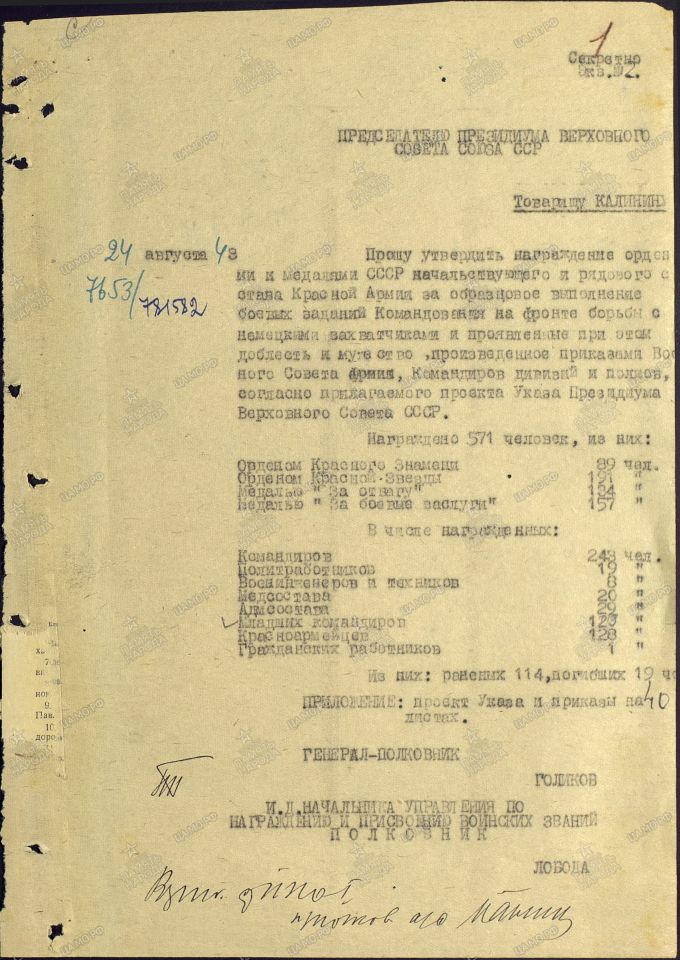 1
Секретно
Экз.№2.
ПРЕДСЕДАТЕЛЮ ПРЕЗИДИУМА ВЕРХОВНОГО
СОВЕТА СОЮЗА ССР
Товарищу КАЛИНИНУ
24 августа 43
7653/
781582
Прошу утвердить награждение орден
ми и медалями СССР начальствующего и рядового с
става Красной Армии за образцовое выполнение
боевых заданий Командования на фронте борьбы с
немецкими захватчиками и проявленные при этом
доблесть и мужество ,произведенное приказами Вое
ного Совета Армии, Командиров дивизий и полков,
согласно прилагаемого проекта Указа Президиума
Верховного Совета СССР.
Награждено 571 человек, из них:
Орденом Красного Знамени 89 чел.
Орденом Красной Звезды 191 "
Медалью " За отвагу" 134 "
Медалью " За боевые заслуги" 157 "
В числе награжденных:
Командиров 243 чел.
Политработников 19 "
Военинженеров и техников 8 "
Медсостава 20 "
Адмсостава 29 "
Младших командиров "
Красноармейцев 128 "
Гражданских работников 1 "
Из них: раненых 114,погибших 19 че
ПРИЛОЖЕНИЕ: проект Указа и приказы на 40
листах.
ГЕНЕРАЛ-ПОЛКОВНИК
ГОЛИКОВ
И.Д.НАЧАЛЬНИКА УПРАВЛЕНИЯ ПО
НАГРАЖДЕНИЮ И ПРИСВОЕНИЮ ВОИНСКИХ ЗВАНИЙ
ПОЛКОВНИК
ЛОБОДА